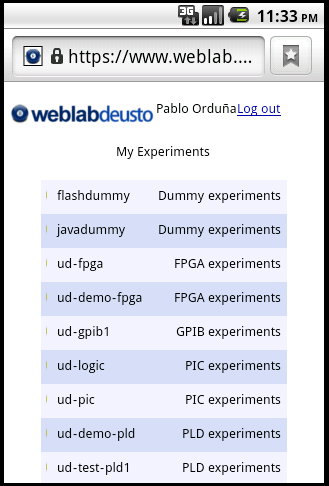 3G 11:33 PM
https://www.weblab....
weblabdeusto Pablo Orduña Log out
My Experiments
flashdummy Dummy experiments
javadummy Dummy experiments
ud-fpga FPGA experiments
ud-demo-fpga FPGA experiments
ud-gpib1 GPIB experiments
ud-logic PIC experiments
ud-pic PIC experiments
ud-demo-pld PLD experiments
ud-test-pld1 PLD experiments